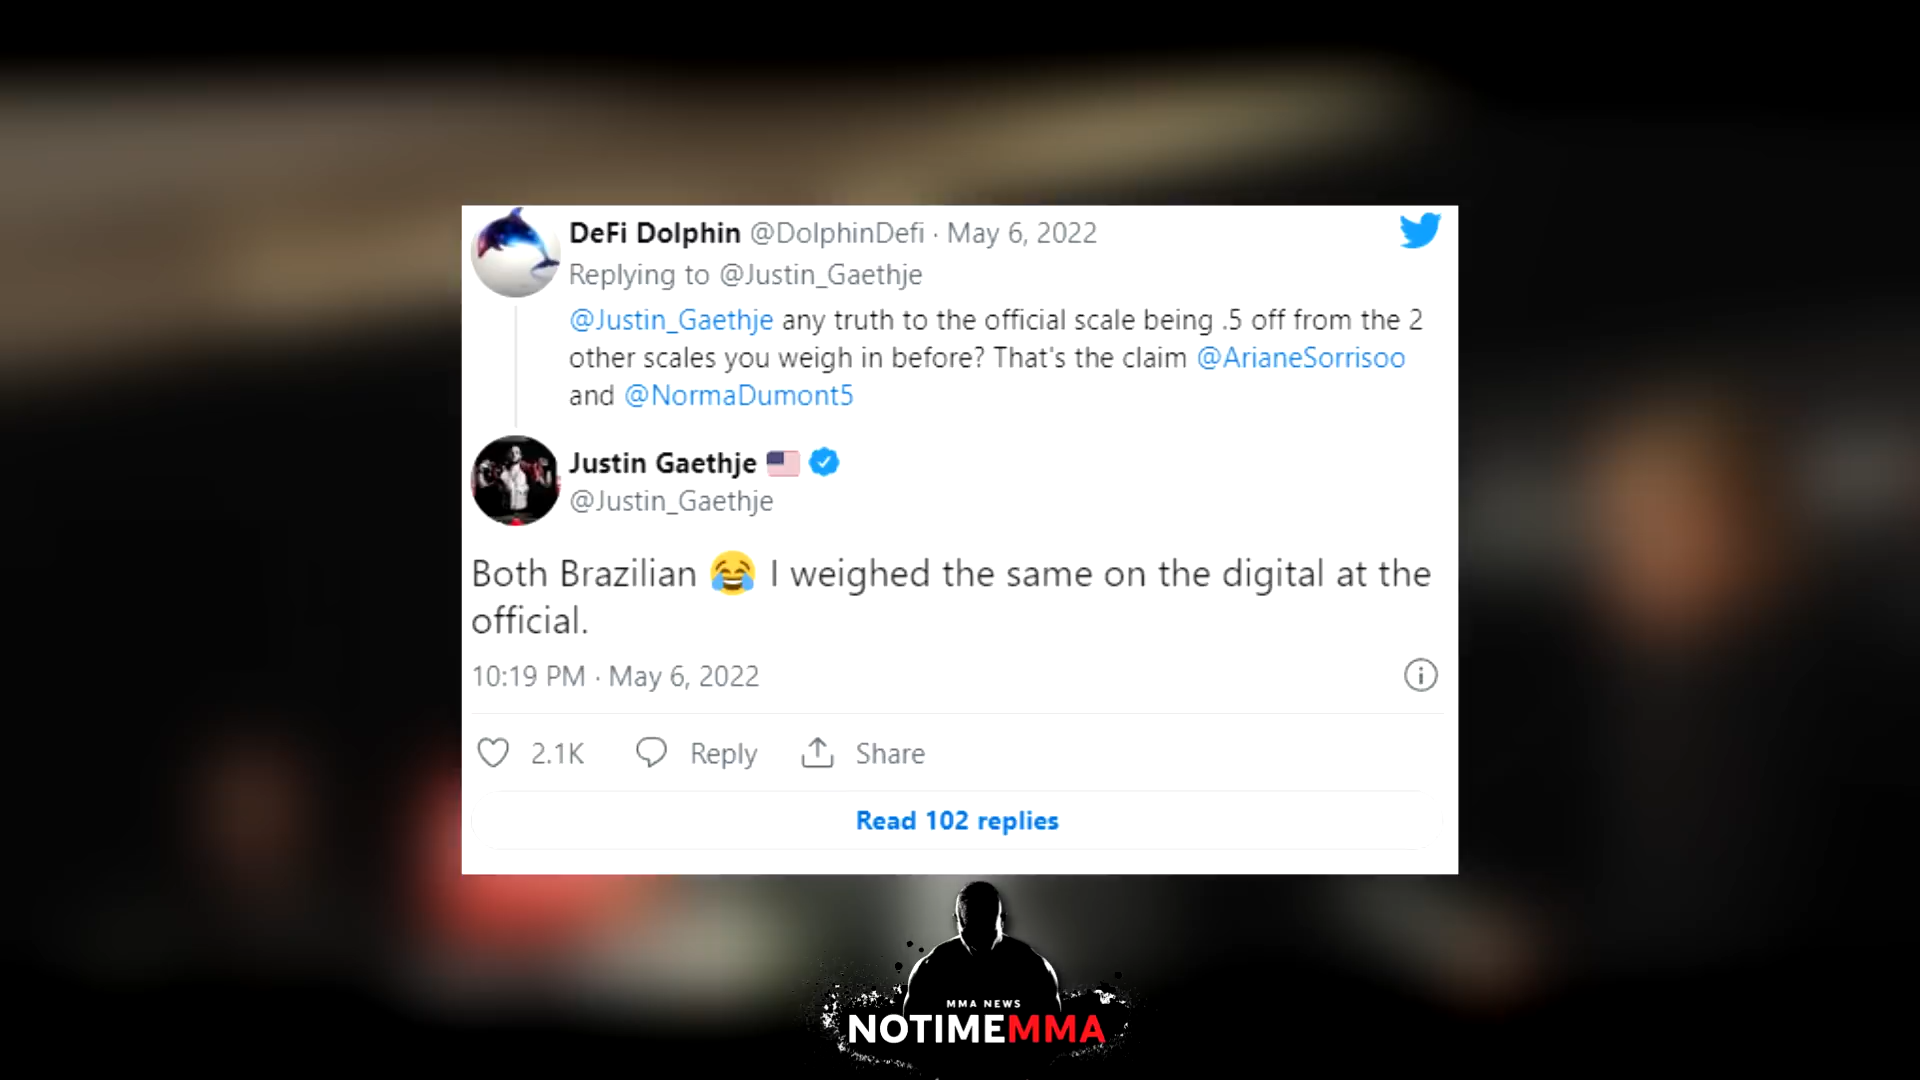 DeFi Dolphin @DolphinDefi · May 6, 2022
Replying to @Justin_Gaethje
@Justin_Gaethje any truth to the official scale being .5 off from the 2
other scales you weigh in before? That's the claim @ArianeSorrisoo
and @NormaDumont5
Justin Gaethje 🇺🇸
@Justin_Gaethje
Both Brazilian 😂 I weighed the same on the digital at the
official.
10:19 PM · May 6, 2022
2.1K Reply Share
Read 102 replies
MMA NEWS
NOTIMEMMA